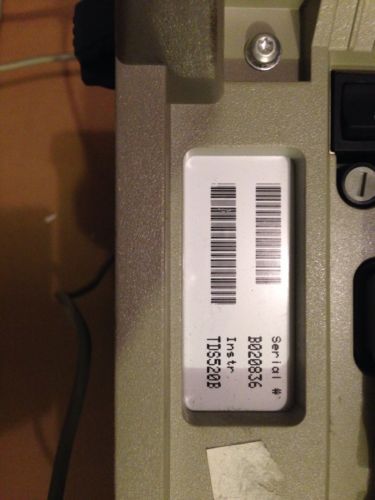 Serial #
B020836
Instr
TDS520B